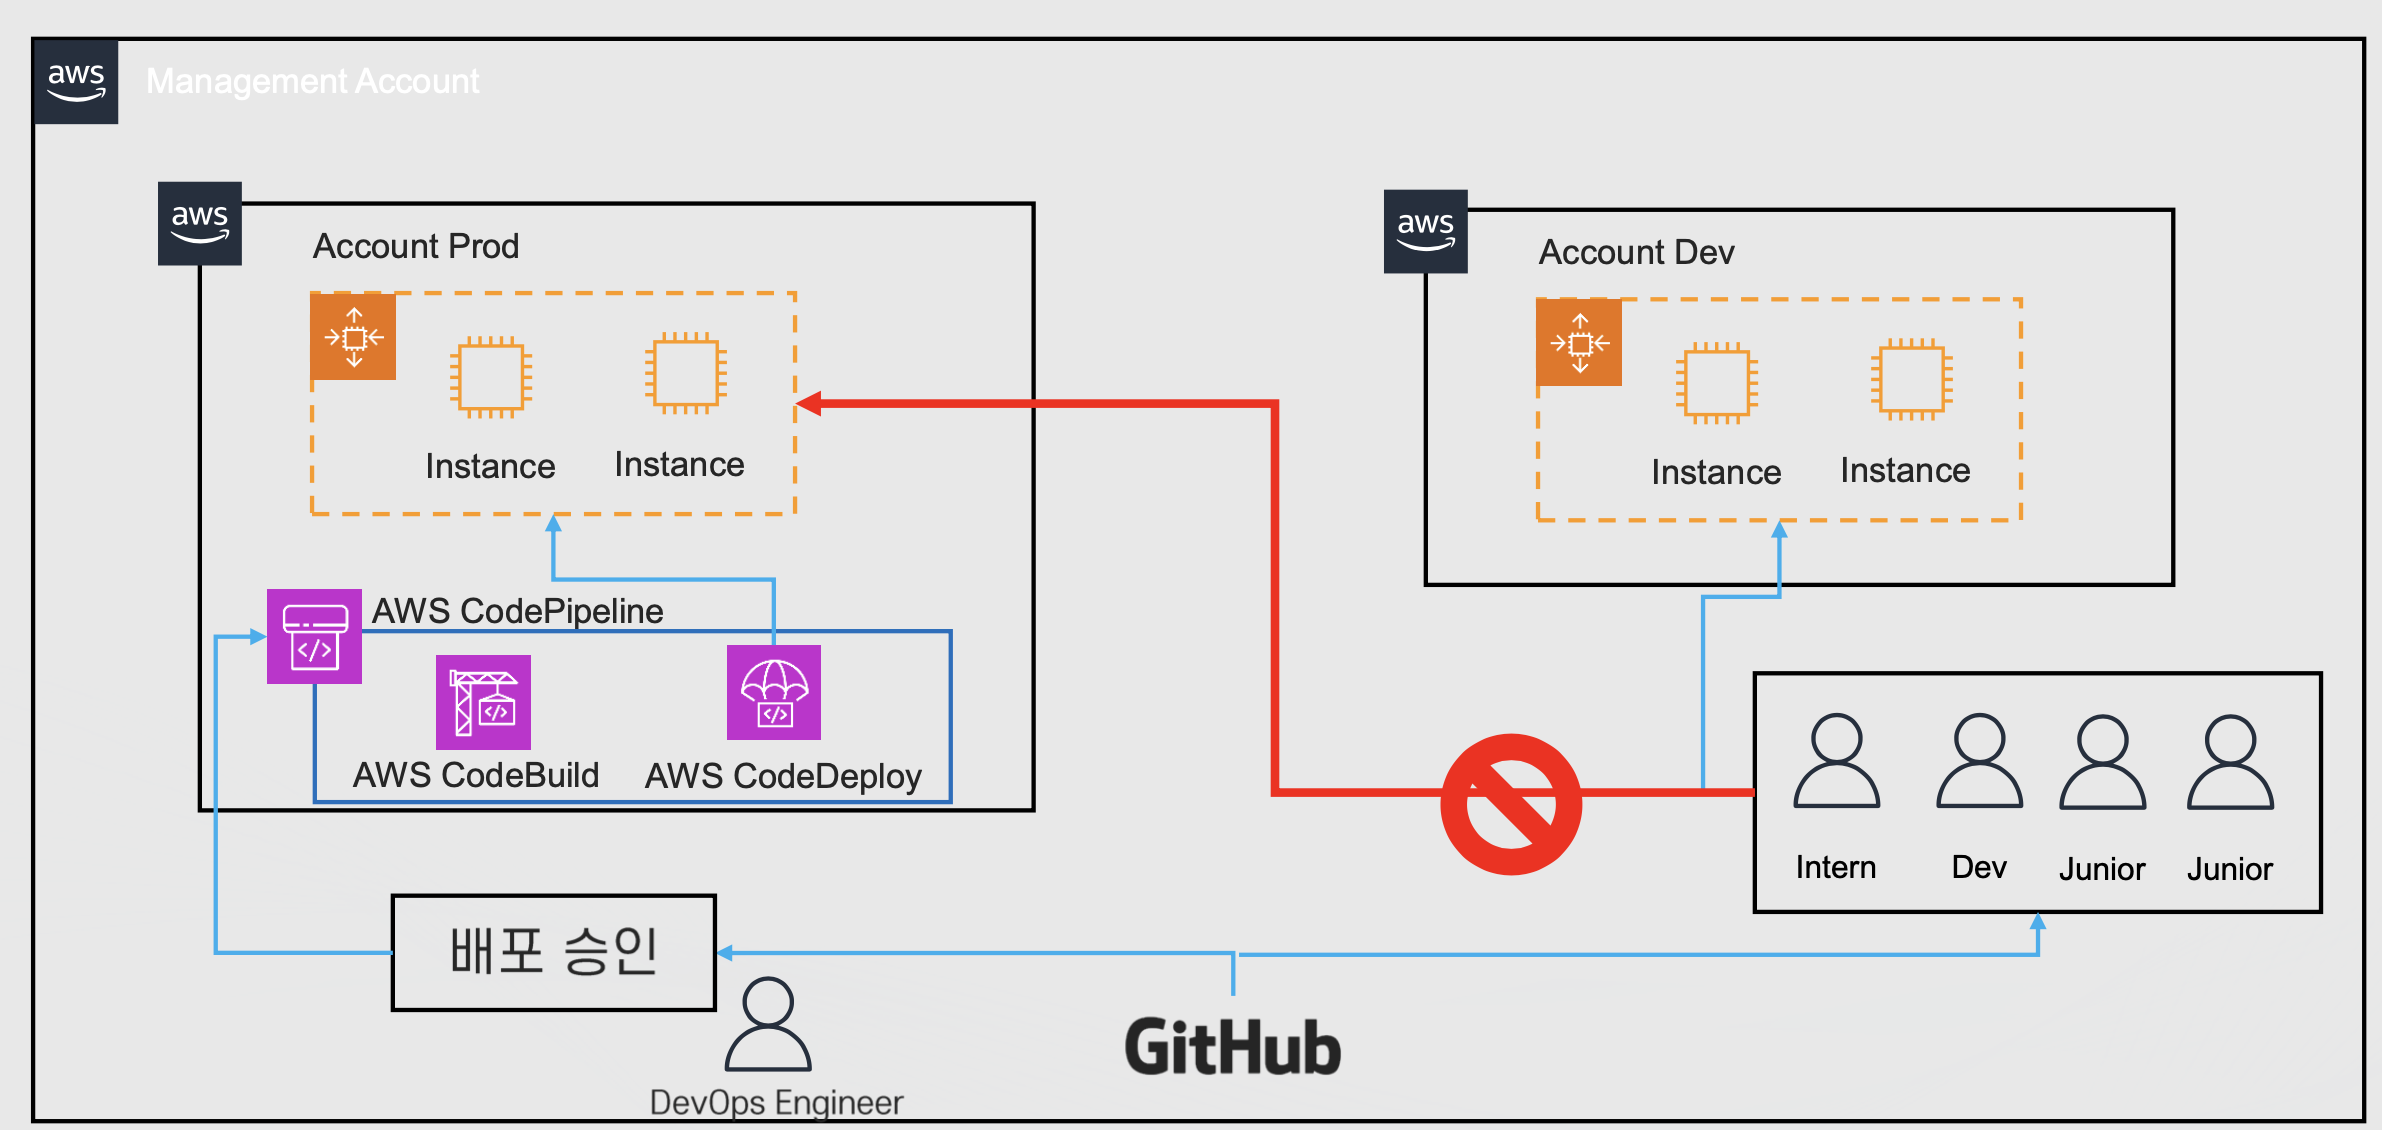 aws
Management Account
aws
Account Prod
Instance
Instance
AWS CodePipeline
AWS CodeBuild
AWS CodeDeploy
aws
Account Dev
Instance
Instance
Intern
Dev
Junior
Junior
배포 승인
DevOps Engineer
GitHub